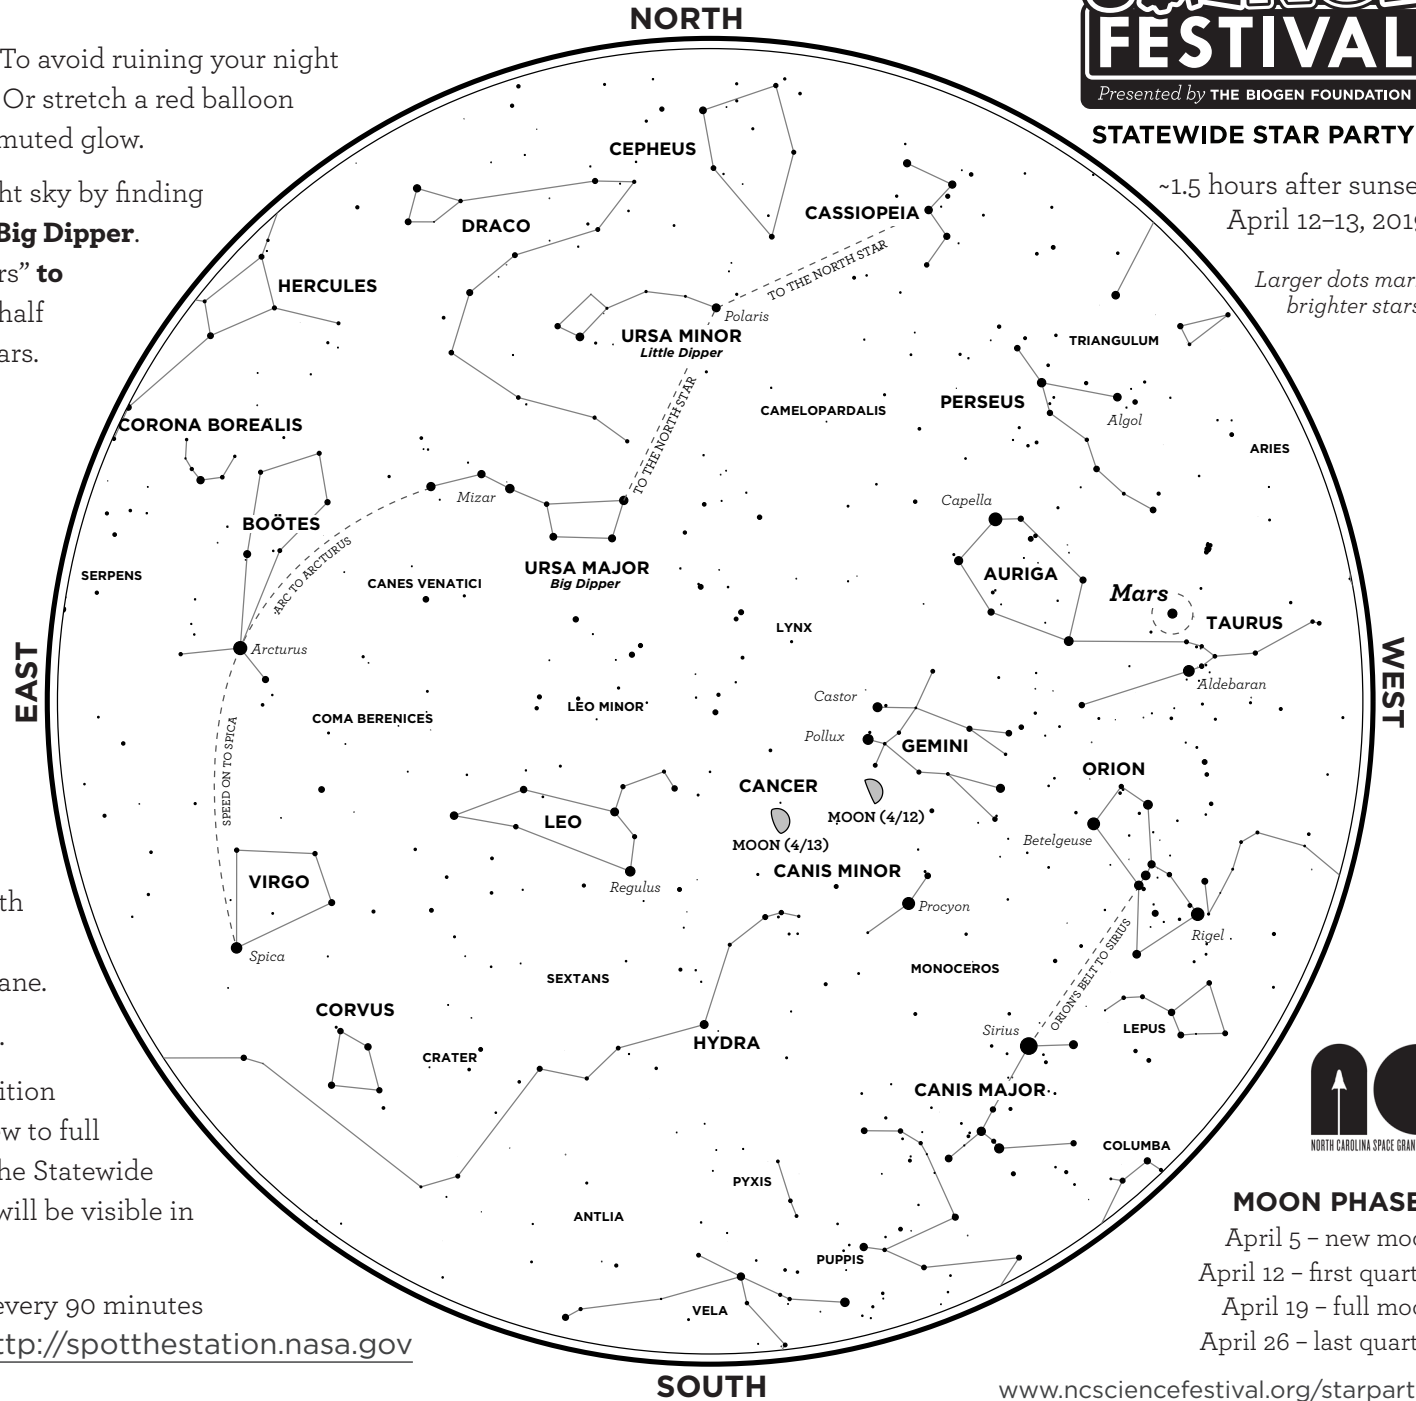 NORTH
To avoid ruining your night
Or stretch a red balloon
muted glow.
ht sky by finding
Big Dipper.
rs” to
half
ars.
FESTIVAL
Presented by THE BIOGEN FOUNDATION
STATEWIDE STAR PARTY
~1.5 hours after sunse
April 12–13, 201
Larger dots mar
brighter stars
CEPHEUS
CASSIOPEIA
DRACO
TO THE NORTH STAR
HERCULES
Polaris
URSA MINOR
Little Dipper
TRIANGULUM
TO THE NORTH STAR
CAMELOPARDALIS
PERSEUS
Algol
CORONA BOREALIS
ARIES
Mizar
Capella
BOÖTES
ARC TO ARCTURUS
SERPENS
CANES VENATICI
URSA MAJOR
Big Dipper
AURIGA
Mars
TAURUS
LYNX
EAST
WEST
Arcturus
Aldebaran
Castor
COMA BERENICES
LEO MINOR
Pollux
GEMINI
SPEED ON TO SPICA
CANCER
ORION
LEO
MOON (4/12)
MOON (4/13)
Betelgeuse
CANIS MINOR
VIRGO
Regulus
Procyon
Rigel
Spica
SEXTANS
MONOCEROS
ORION'S BELT TO SIRIUS
CORVUS
CRATER
HYDRA
Sirius
LEPUS
CANIS MAJOR
COLUMBA
PYXIS
ANTLIA
PUPPIS
VELA
SOUTH
th
ane.
.
ition
w to full
he Statewide
will be visible in
every 90 minutes
ttp://spotthestation.nasa.gov
NORTH CAROLINA SPACE GRAN
MOON PHASE
April 5 – new moo
April 12 – first quart
April 19 – full moo
April 26 – last quart
www.ncsciencefestival.org/starpart